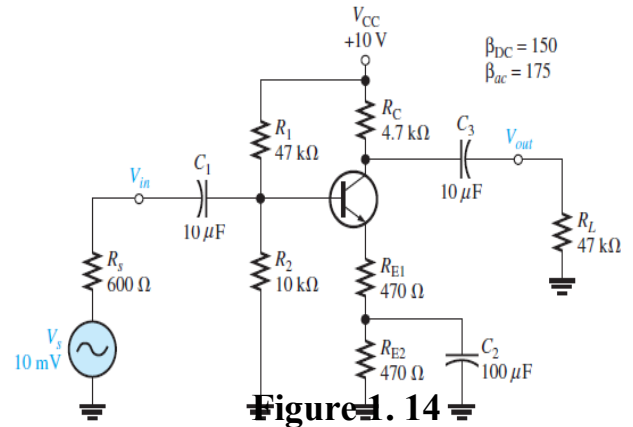 V_CC
+10 V
β_DC = 150
β_ac = 175
R_C
4.7 kΩ
C_3
V_out
R_1
47 kΩ
C_1
V_in
10 μF
10 μF
R_L
47 kΩ
R_s
600 Ω
R_2
10 kΩ
R_E1
470 Ω
V_s
10 mV
R_E2
470 Ω
C_2
100 μF
Figure 1. 14